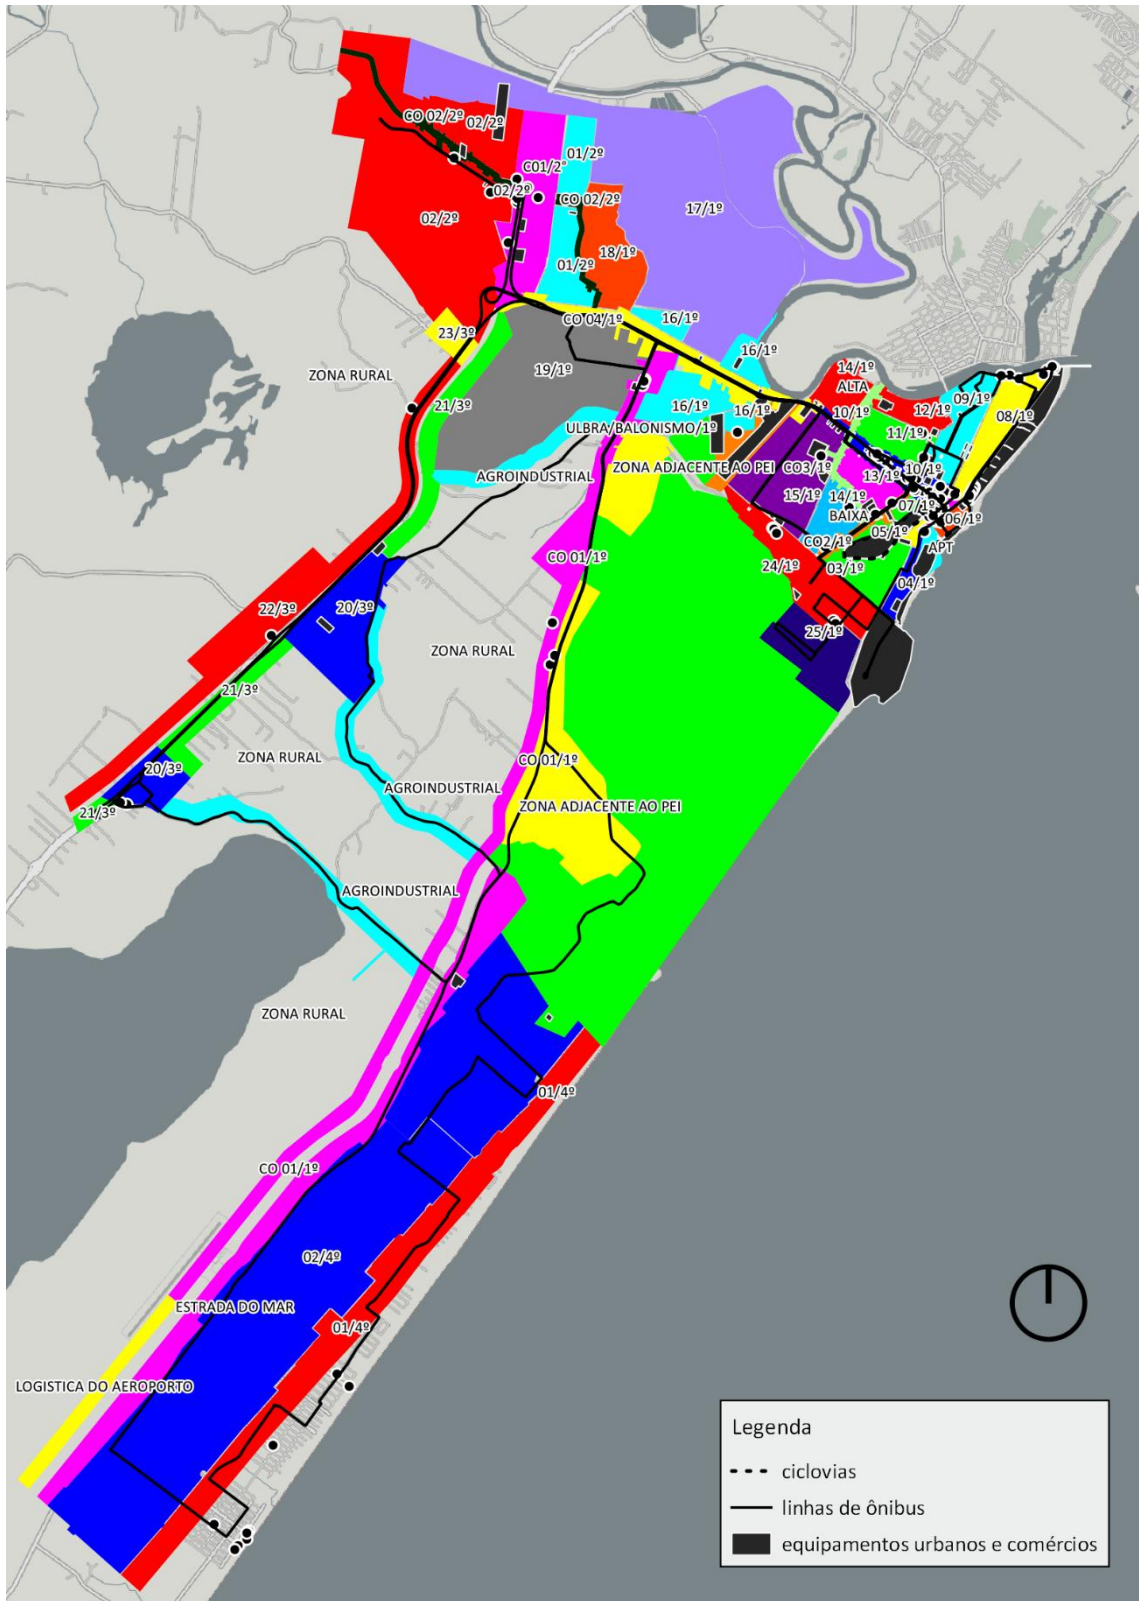 CO 02/2º
02/2º
01/2º
C01/2°
02/2º
CO 02/2º
02/2º
17/1º
18/1º
01/2º
CO 04/1º
16/1º
23/3º
16/1º
19/1º
14/1º
ALTA
ZONA RURAL
09/1º
21/3º
16/1º
16/1º
10/1º
12/1º
08/1º
ULBRA/BALONISMO/1º
11/1º
ZONA ADJACENTE AO PEI
CO3/1º
10/1º
13/1º
AGROINDUSTRIAL
15/1º
14/1º
BAIXA
07/1º
06/1º
05/1º
CO2/1º
APT
CO 01/1º
24/1º
03/1º
04/1º
22/3º
20/3º
25/1º
ZONA RURAL
21/3º
ZONA RURAL
CO 01/1º
20/3º
AGROINDUSTRIAL
ZONA ADJACENTE AO PEI
21/3º
AGROINDUSTRIAL
ZONA RURAL
01/4º
CO 01/1º
02/4º
ESTRADA DO MAR
01/4º
LOGISTICA DO AEROPORTO
Legenda
ciclovias
linhas de ônibus
equipamentos urbanos e comércios